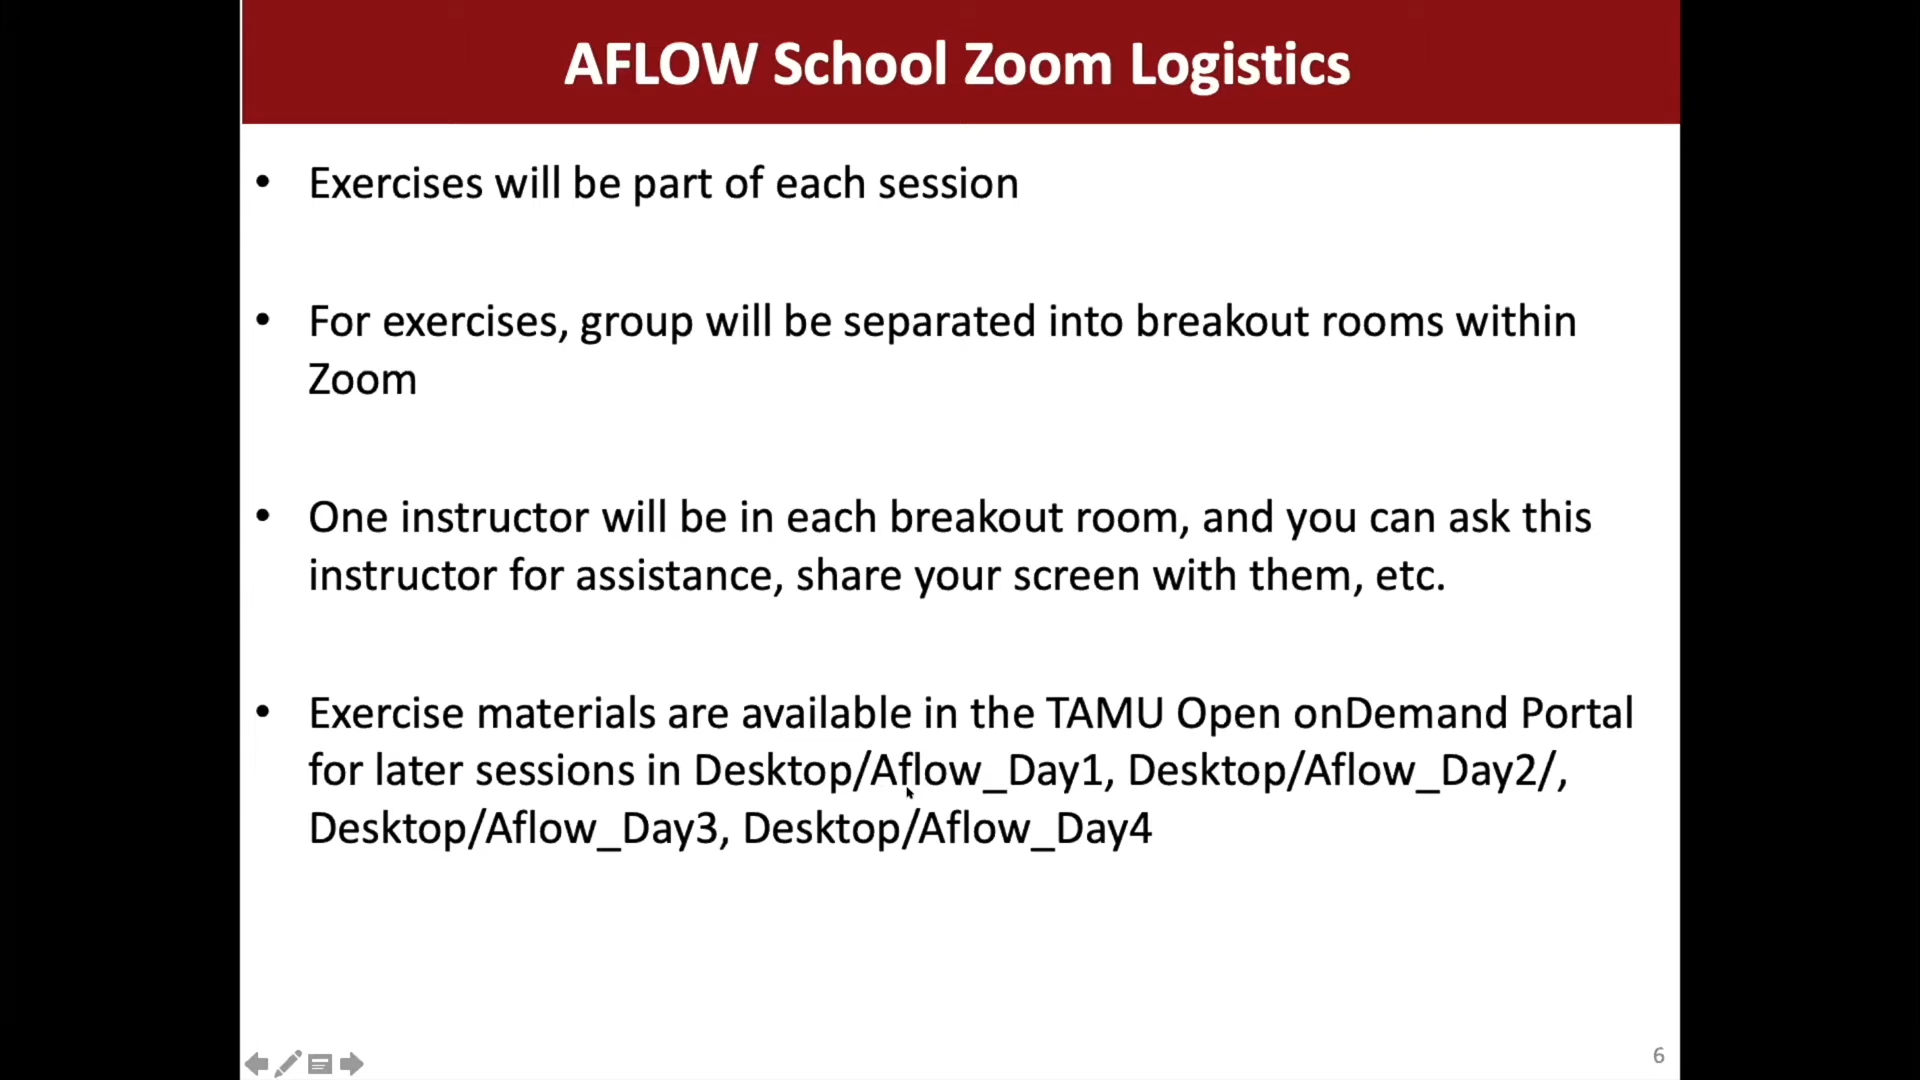 AFLOW School Zoom Logistics
• Exercises will be part of each session
• For exercises, group will be separated into breakout rooms within
Zoom
• One instructor will be in each breakout room, and you can ask this
instructor for assistance, share your screen with them, etc.
• Exercise materials are available in the TAMU Open onDemand Portal
for later sessions in Desktop/Aflow_Day1, Desktop/Aflow_Day2/,
Desktop/Aflow_Day3, Desktop/Aflow_Day4
6